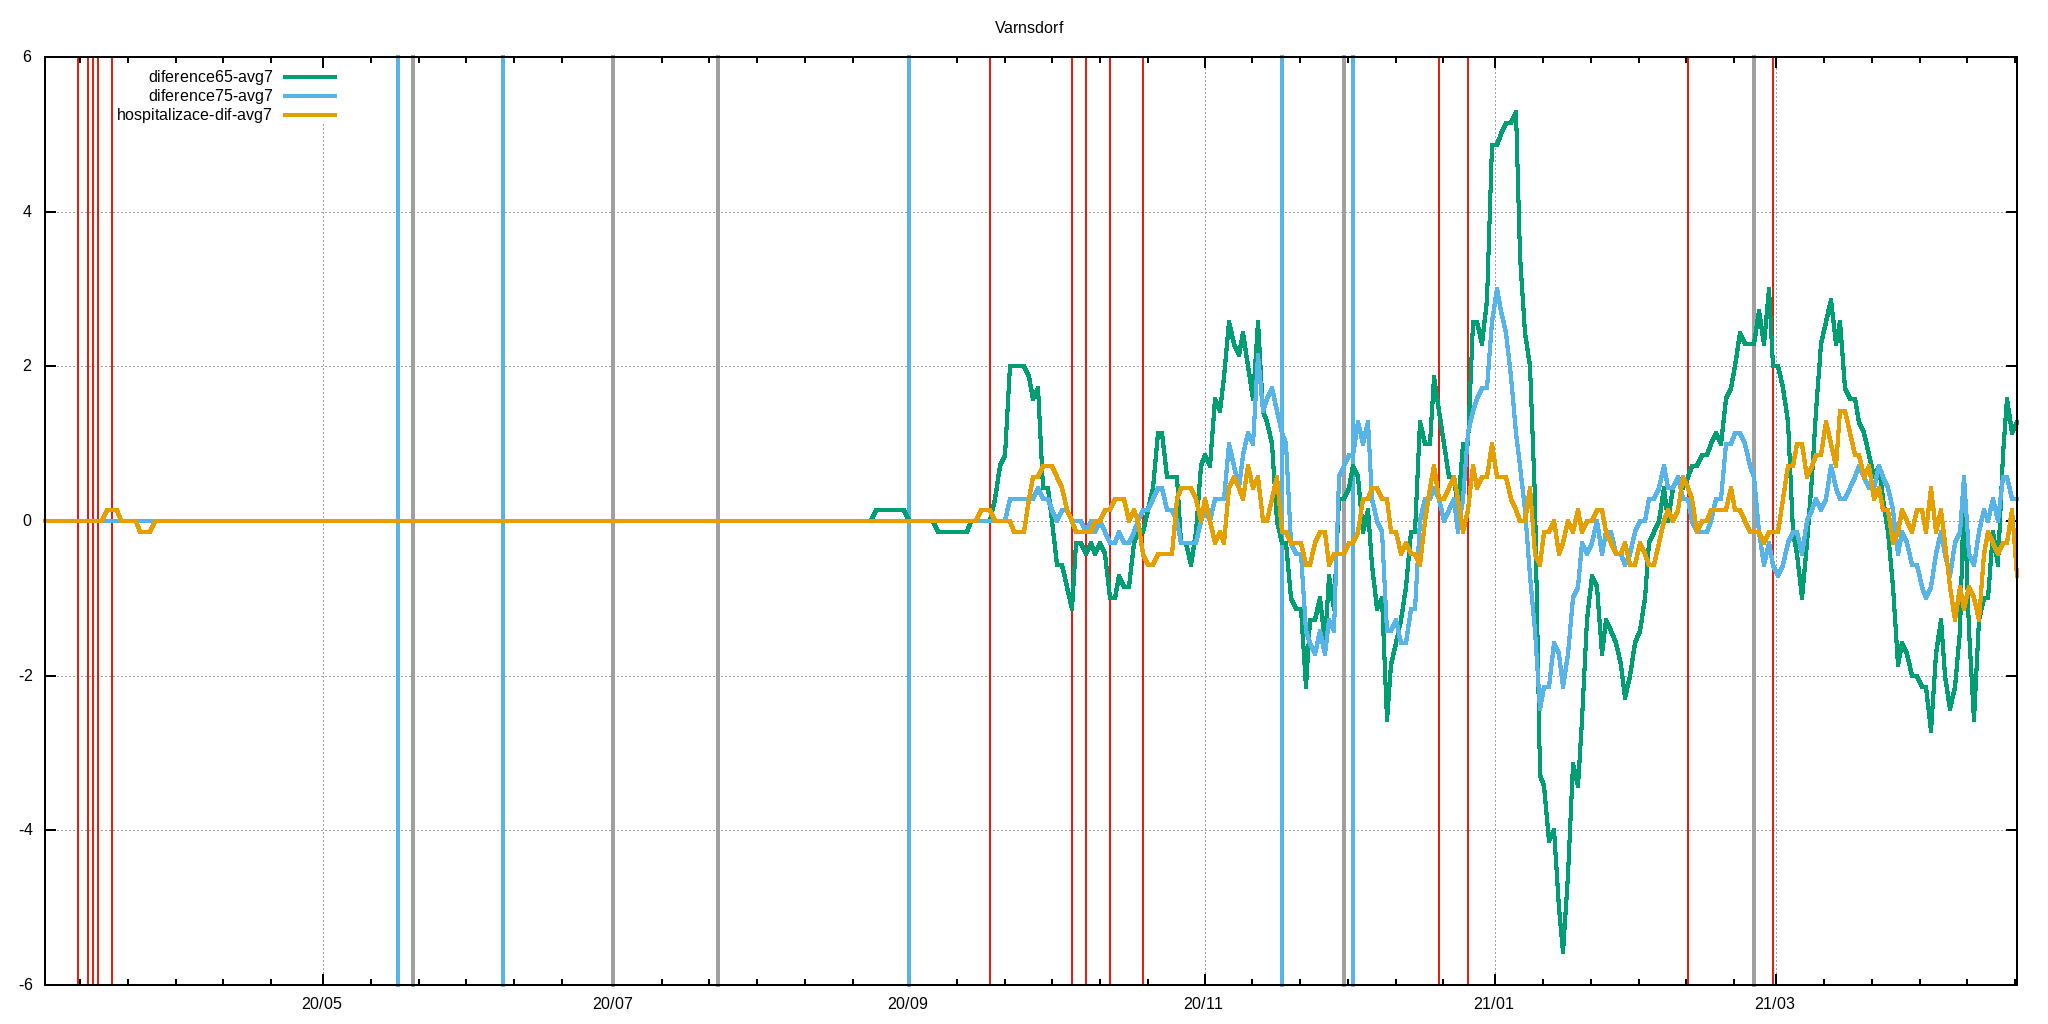 Varnsdorf
6
diference65-avg7
diference75-avg7
hospitalizace-dif-avg7
4
2
0
-2
-4
-6
20/05 20/07 20/09 20/11 21/01 21/03